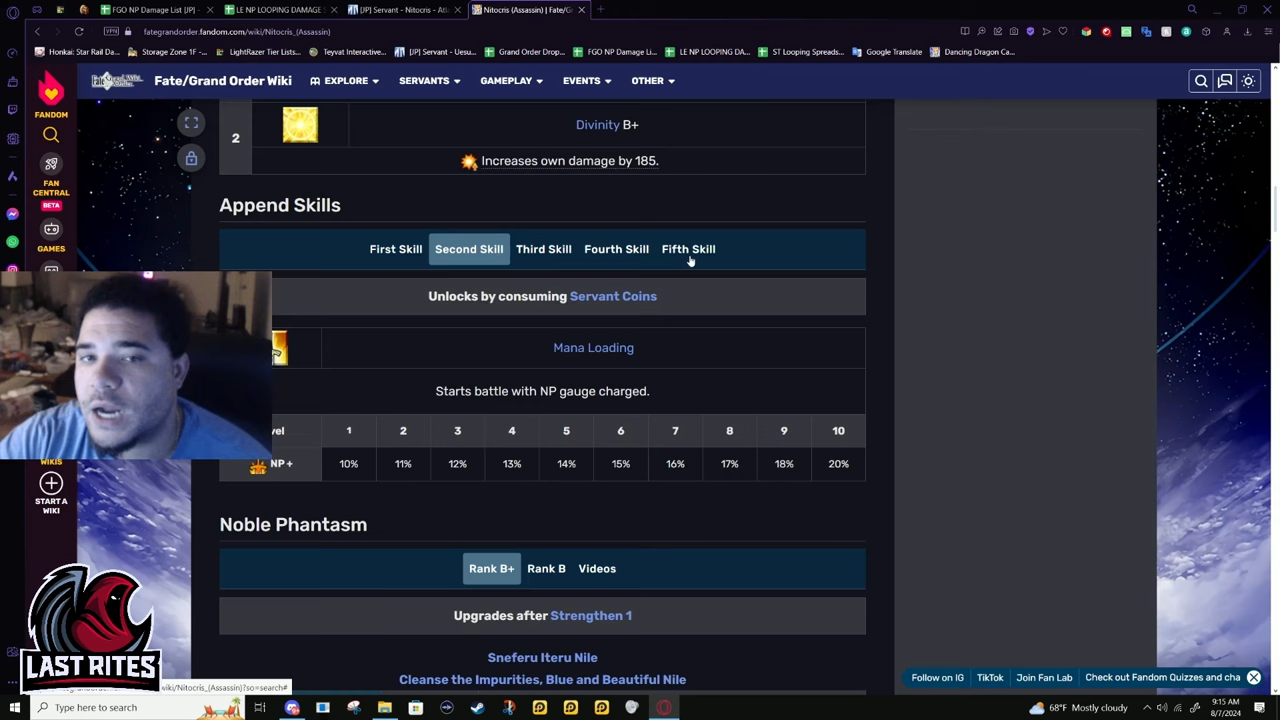 FGO NP Damage List [JP] -
LE NP LOOPING DAMAGE
[JP] Servant - Nitocris - Atl
Nitocris (Assassin) | Fate/G
VPN
fategrandorder.fandom.com/wiki/Nitocris_(Assassin)
Honkai: Star Rail Da...
Storage Zone 1F -...
LightRazer Tier Lists...
Teyvat Interactive...
[JP] Servant - Uesu...
Grand Order Drop...
FGO NP Damage Li...
LE NP LOOPING DA...
ST Looping Spreads...
Google Translate
Dancing Dragon Ca...
Fate/Grand Order Wiki
EXPLORE
SERVANTS
GAMEPLAY
EVENTS
OTHER
FANDOM
FAN
CENTRAL
BETA
GAMES
WIKIS
START A
WIKI
2
Divinity B+
Increases own damage by 185.
Append Skills
First Skill
Second Skill
Third Skill
Fourth Skill
Fifth Skill
Unlocks by consuming Servant Coins
Mana Loading
Starts battle with NP gauge charged.
1 2 3 4 5 6 7 8 9 10
NP + 10% 11% 12% 13% 14% 15% 16% 17% 18% 20%
Noble Phantasm
Rank B+
Rank B
Videos
Upgrades after Strengthen 1
Sneferu Iteru Nile
Cleanse the Impurities, Blue and Beautiful Nile
LAST RITES
wiki/Nitocris_(Assassin)?so=search#
Follow on IG
TikTok
Join Fan Lab
Check out Fandom Quizzes and cha
Type here to search
68°F Mostly cloudy
9:15 AM
8/7/2024